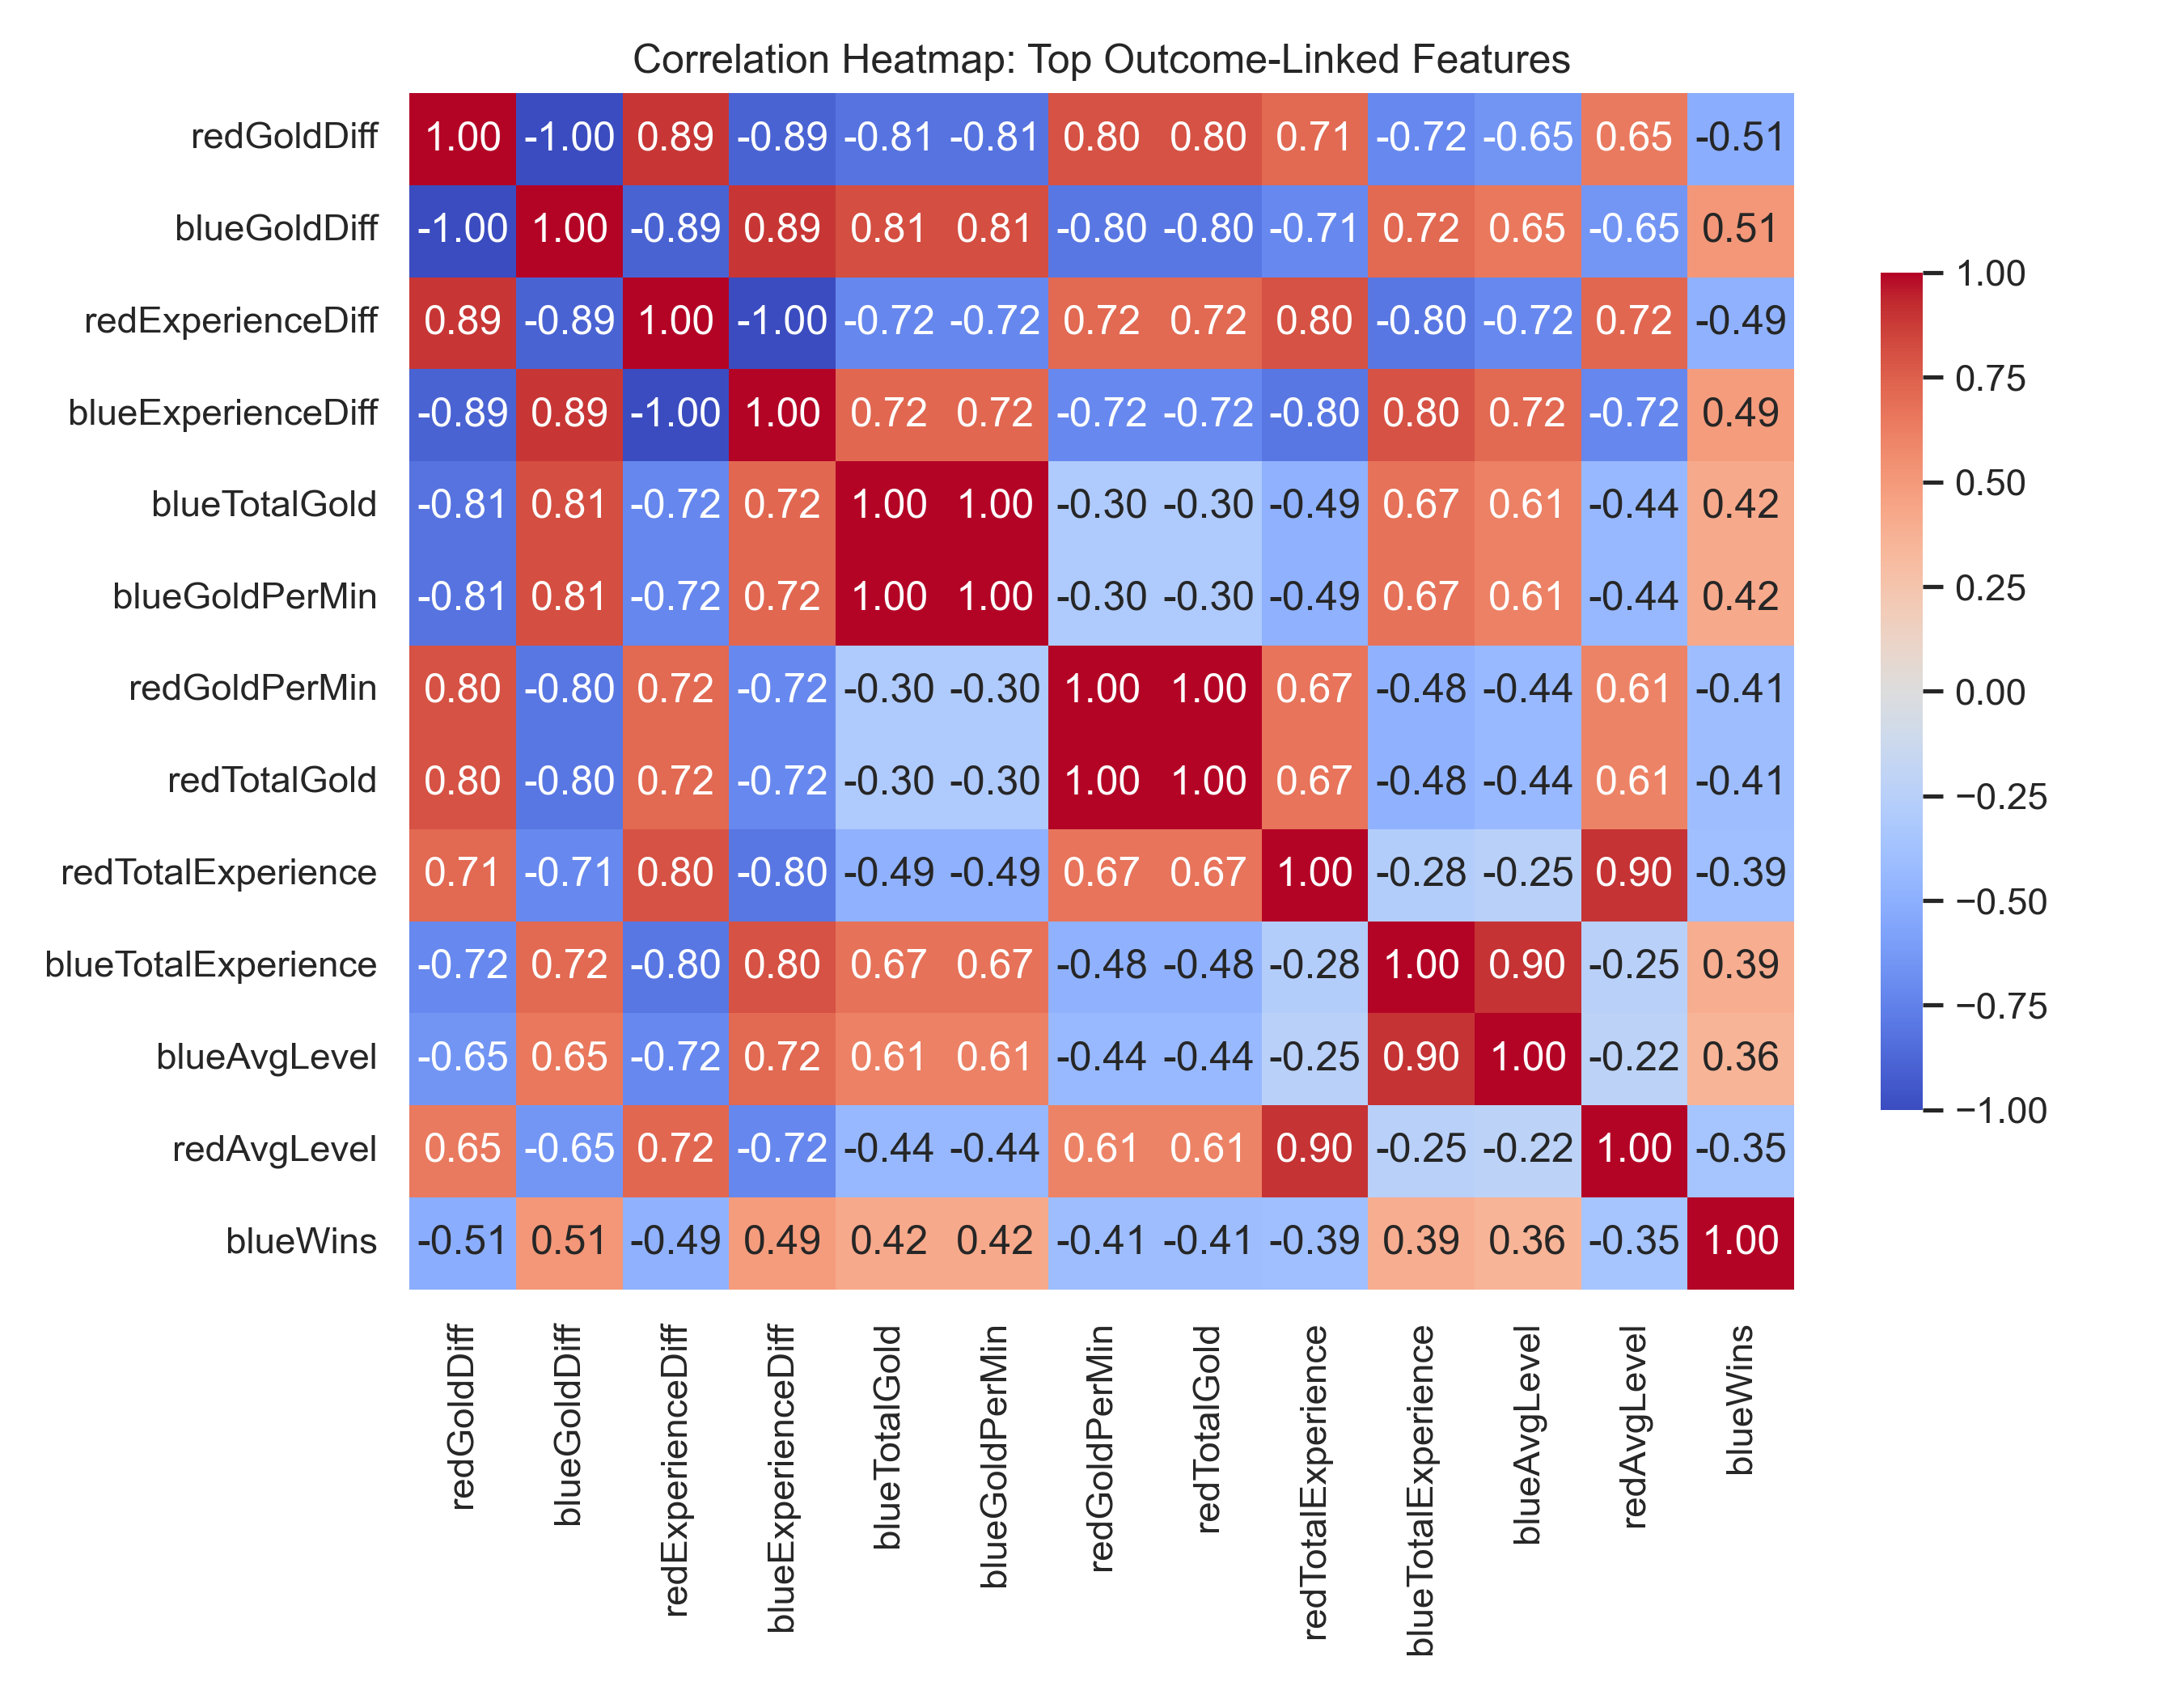 Correlation Heatmap: Top Outcome-Linked Features
redGoldDiff 1.00 -1.00 0.89 -0.89 -0.81 -0.81 0.80 0.80 0.71 -0.72 -0.65 0.65 -0.51
blueGoldDiff -1.00 1.00 -0.89 0.89 0.81 0.81 -0.80 -0.80 -0.71 0.72 0.65 -0.65 0.51
redExperienceDiff 0.89 -0.89 1.00 -1.00 -0.72 -0.72 0.72 0.72 0.80 -0.80 -0.72 0.72 -0.49
blueExperienceDiff -0.89 0.89 -1.00 1.00 0.72 0.72 -0.72 -0.72 -0.80 0.80 0.72 -0.72 0.49
blueTotalGold -0.81 0.81 -0.72 0.72 1.00 1.00 -0.30 -0.30 -0.49 0.67 0.61 -0.44 0.42
blueGoldPerMin -0.81 0.81 -0.72 0.72 1.00 1.00 -0.30 -0.30 -0.49 0.67 0.61 -0.44 0.42
redGoldPerMin 0.80 -0.80 0.72 -0.72 -0.30 -0.30 1.00 1.00 0.67 -0.48 -0.44 0.61 -0.41
redTotalGold 0.80 -0.80 0.72 -0.72 -0.30 -0.30 1.00 1.00 0.67 -0.48 -0.44 0.61 -0.41
redTotalExperience 0.71 -0.71 0.80 -0.80 -0.49 -0.49 0.67 0.67 1.00 -0.28 -0.25 0.90 -0.39
blueTotalExperience -0.72 0.72 -0.80 0.80 0.67 0.67 -0.48 -0.48 -0.28 1.00 0.90 -0.25 0.39
blueAvgLevel -0.65 0.65 -0.72 0.72 0.61 0.61 -0.44 -0.44 -0.25 0.90 1.00 -0.22 0.36
redAvgLevel 0.65 -0.65 0.72 -0.72 -0.44 -0.44 0.61 0.61 0.90 -0.25 -0.22 1.00 -0.35
blueWins -0.51 0.51 -0.49 0.49 0.42 0.42 -0.41 -0.41 -0.39 0.39 0.36 -0.35 1.00
redGoldDiff
blueGoldDiff
redExperienceDiff
blueExperienceDiff
blueTotalGold
blueGoldPerMin
redGoldPerMin
redTotalGold
redTotalExperience
blueTotalExperience
blueAvgLevel
redAvgLevel
blueWins
1.00
0.75
0.50
0.25
0.00
−0.25
−0.50
−0.75
−1.00